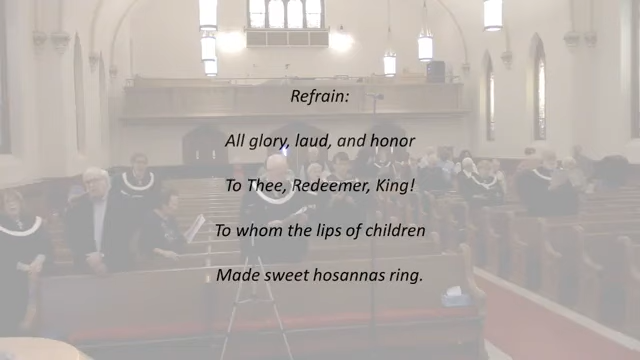 Refrain:
All glory, laud, and honor
To Thee, Redeemer, King!
To whom the lips of children
Made sweet hosannas ring.